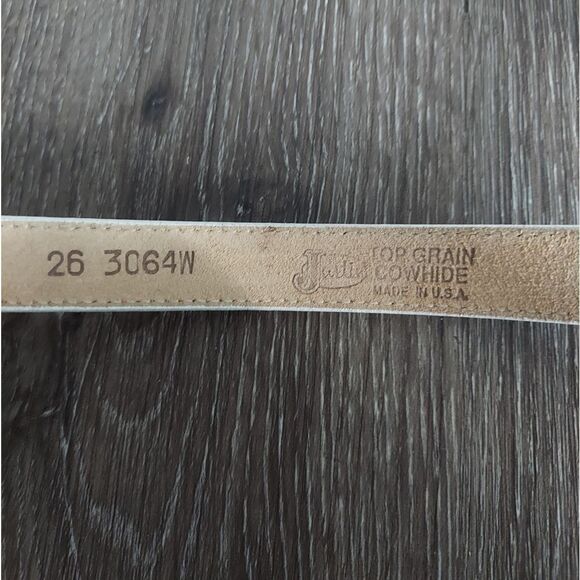 26 3064W
Justin
TOP GRAIN
COWHIDE
MADE IN U.S.A.